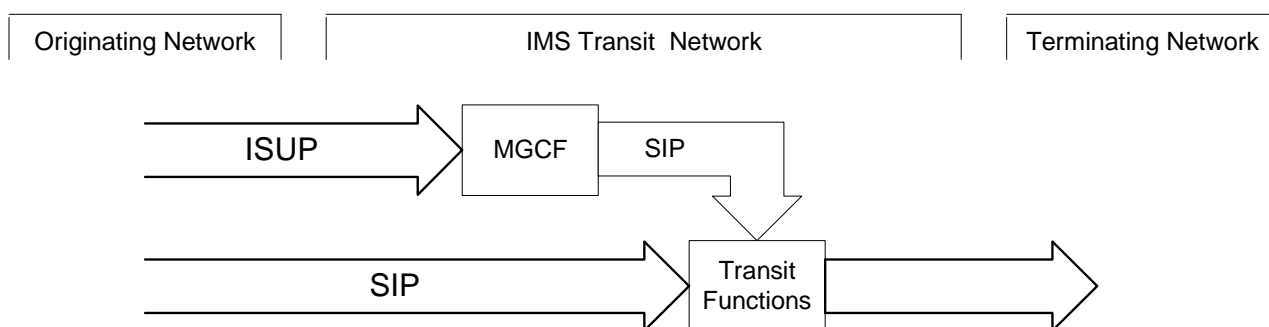 Originating Network
IMS Transit Network
Terminating Network
ISUP
MGCF
SIP
SIP
Transit
Functions